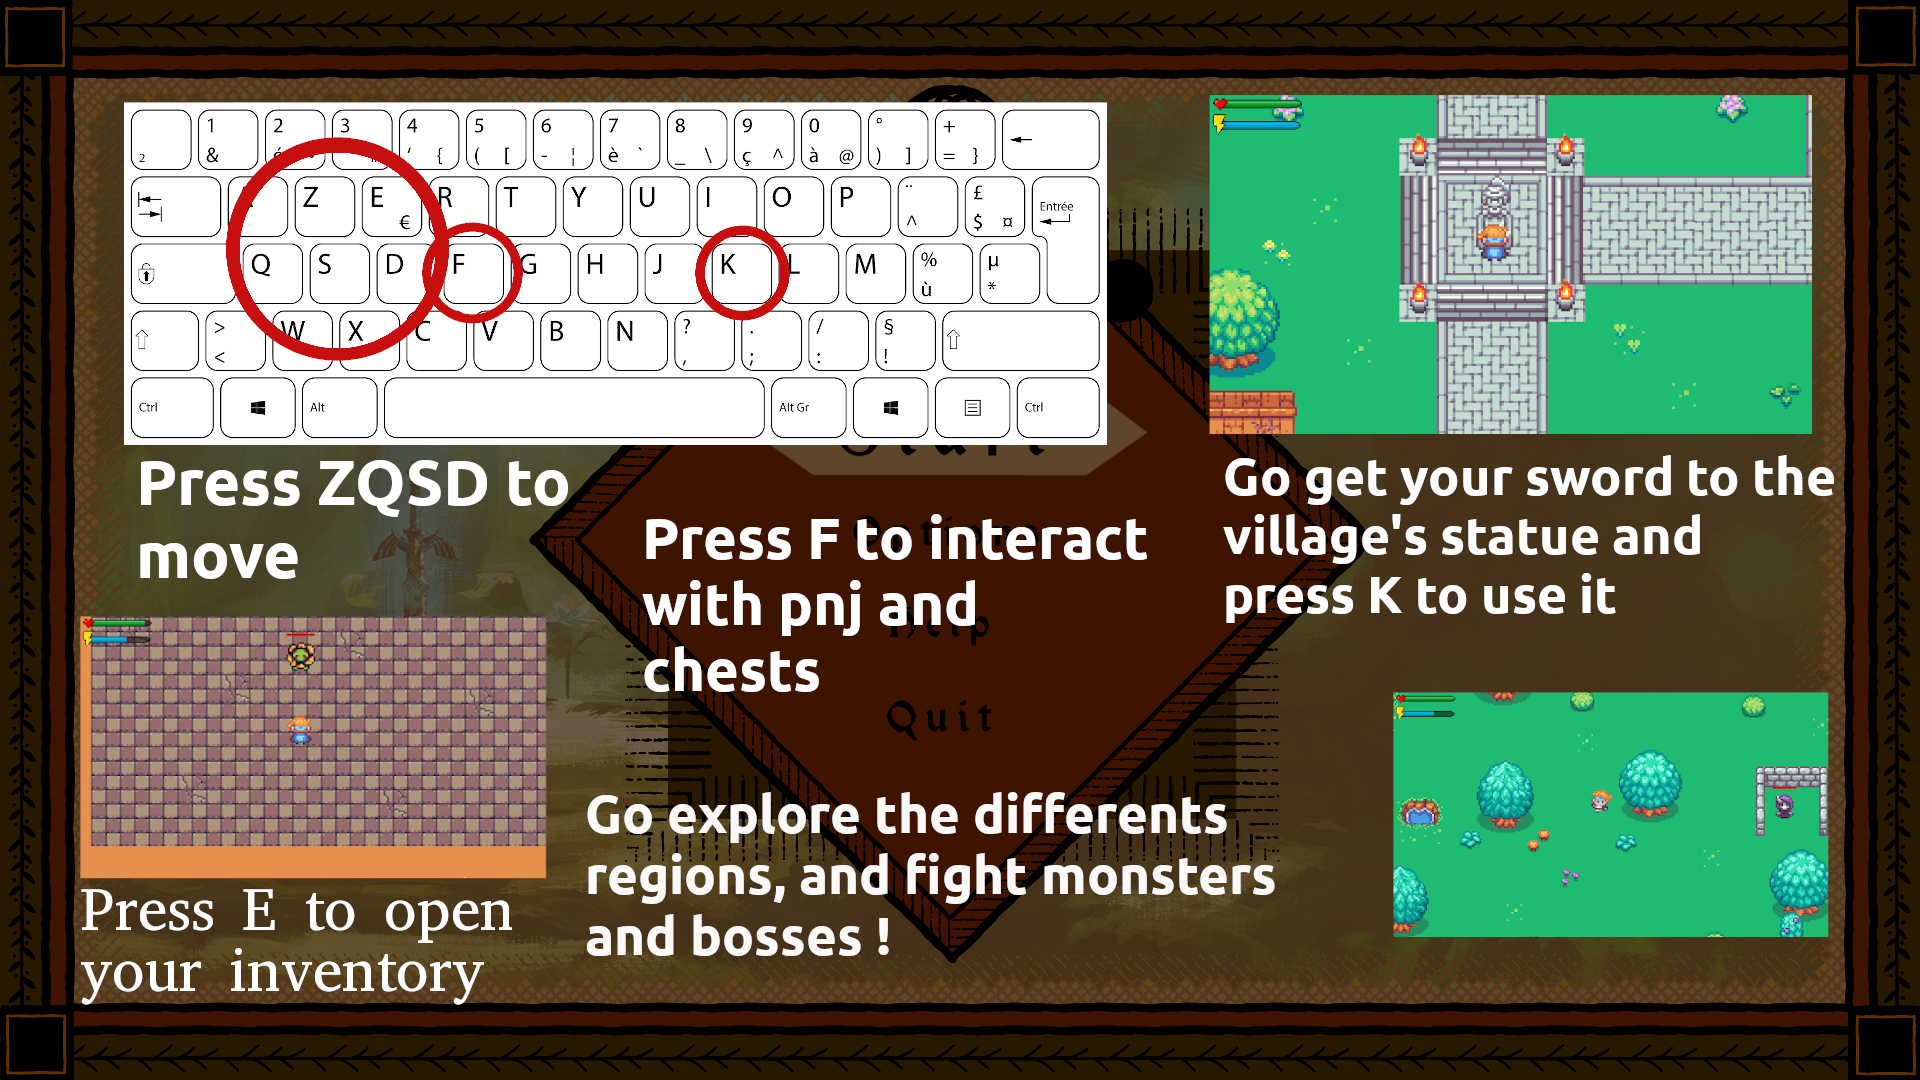 2 1 & 2 3 4 ' { 5 ( [ 6 - ¦ 7 è ` 8 _ \ 9 ç ^ 0 à @ ° ) ] + = } ←
Z E € R T Y U I O P ¨ ^ £ $ ¤ Entrée
Q S D F G H J K L M % ù µ *
> < W X C V B N ? , . ; / : § !
Ctrl Alt Alt Gr Ctrl
Press ZQSD to
move
Press F to interact
with pnj and
chests
Go get your sword to the
village's statue and
press K to use it
Start
Options
Help
Quit
Press E to open
your inventory
Go explore the differents
regions, and fight monsters
and bosses !